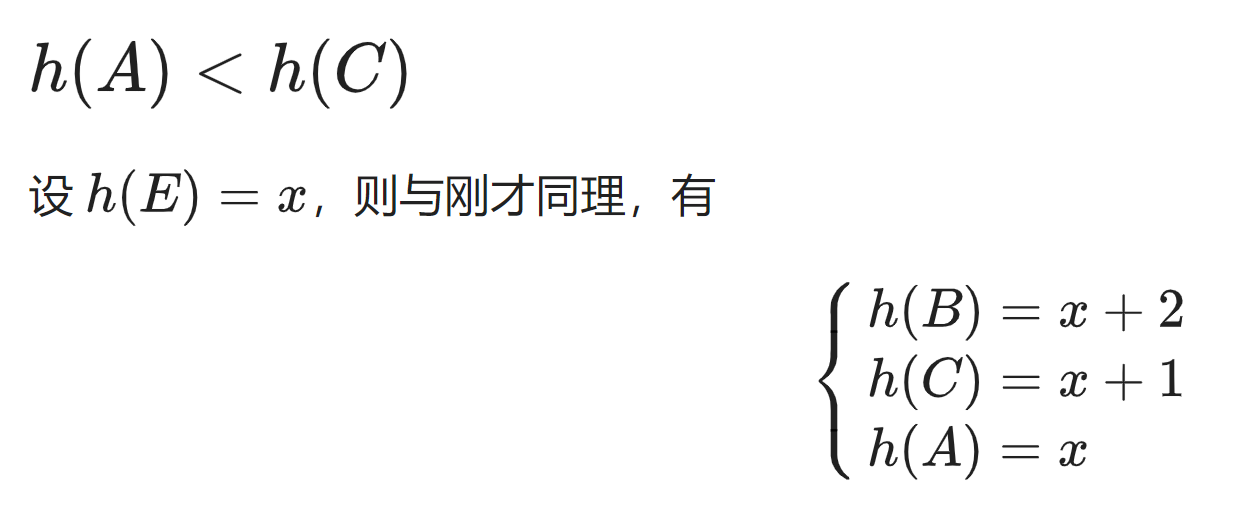 h(A) < h(C)
设 h(E) = x，则与刚才同理，有
h(B) = x + 2
h(C) = x + 1
h(A) = x